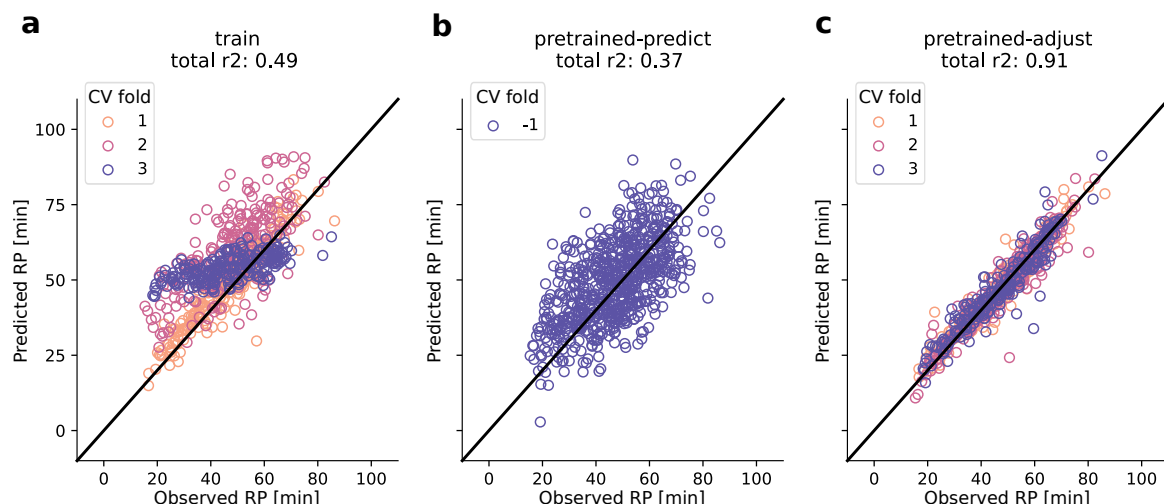 a
train
total r2: 0.49
CV fold
1
2
3
100
75
50
25
0
Predicted RP [min]
0 20 40 60 80 100
Observed RP [min]
b
pretrained-predict
total r2: 0.37
CV fold
-1
Predicted RP [min]
0 20 40 60 80 100
Observed RP [min]
c
pretrained-adjust
total r2: 0.91
CV fold
1
2
3
Predicted RP [min]
0 20 40 60 80 100
Observed RP [min]